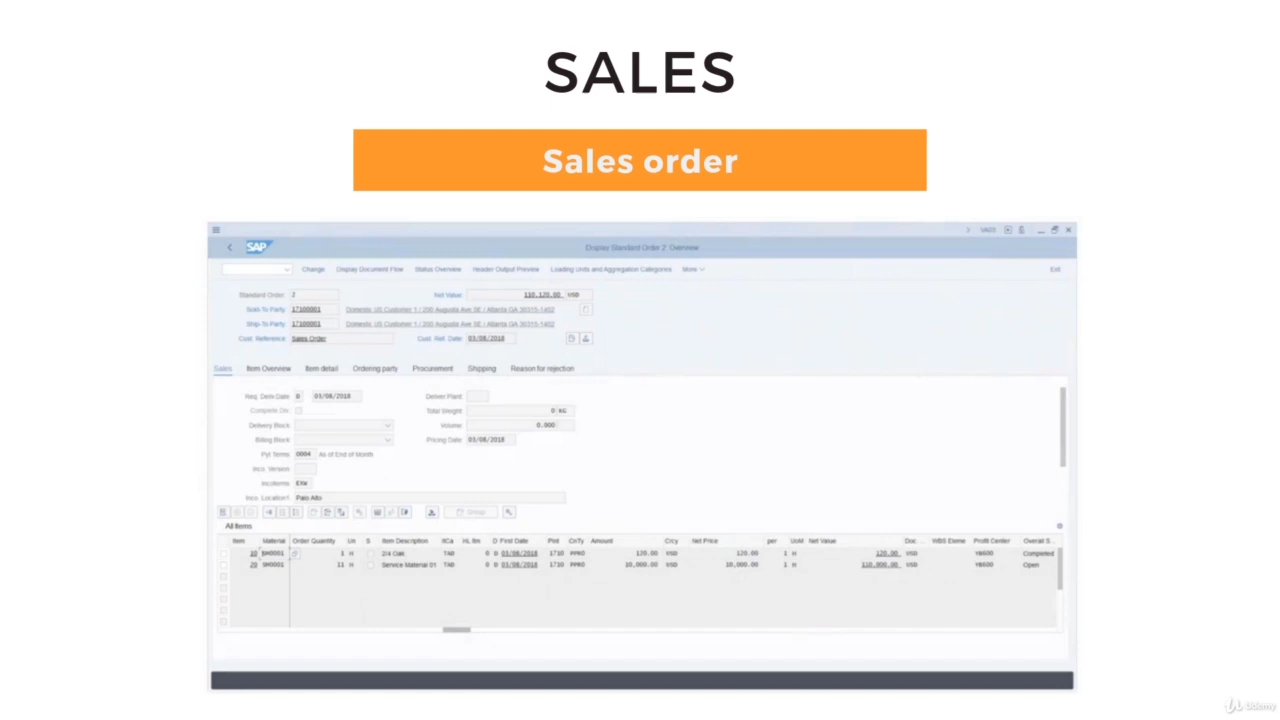 SALES
Sales order
VA03
SAP
Display Standard Order 2: Overview
Change Display Document Flow Status Overview Header Output Preview Loading Units and Aggregation Categories More Exit
Standard Order: 2 Net Value: 110,120.00 USD
Sold-To Party: 17100001 Domestic US Customer 1 / 200 Augusta Ave SE / Atlanta GA 30315-1402
Ship-To Party: 17100001 Domestic US Customer 1 / 200 Augusta Ave SE / Atlanta GA 30315-1402
Cust. Reference: Sales Order Cust. Ref. Date: 03/08/2018
Sales Item Overview Item detail Ordering party Procurement Shipping Reason for rejection
Req. Deliv.Date: D 03/08/2018 Deliver.Plant:
Complete Dlv.: Total Weight: 0 KG
Delivery Block: Volume: 0.000
Billing Block: Pricing Date: 03/08/2018
Pyt Terms: 0004 As of End of Month
Inco. Version:
Incoterms: EXW
Inco. Location1: Palo Alto
Group
All Items
Item Material Order Quantity Un S Item Description ItCa HL Itm D First Date Plnt CnTy Amount Crcy Net Price per UoM Net Value Doc... WBS Eleme Profit Center Overall S...
10 1 H 2/4 Oak TAD 0 D 03/08/2018 1710 PPR0 120.00 USD 120.00 1 H 120.00 USD YB600 Completed
20 SM0001 11 H Service Material 01 TAD 0 D 03/08/2018 1710 PPR0 10,000.00 USD 10,000.00 1 H 110,000.00 USD YB600 Open
Udemy